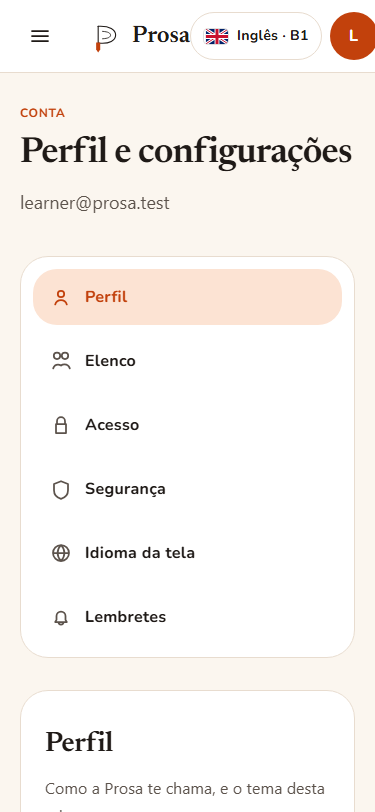 Prosa
Inglês · B1
L
CONTA
Perfil e configurações
learner@prosa.test
Perfil
Elenco
Acesso
Segurança
Idioma da tela
Lembretes
Perfil
Como a Prosa te chama, e o tema desta